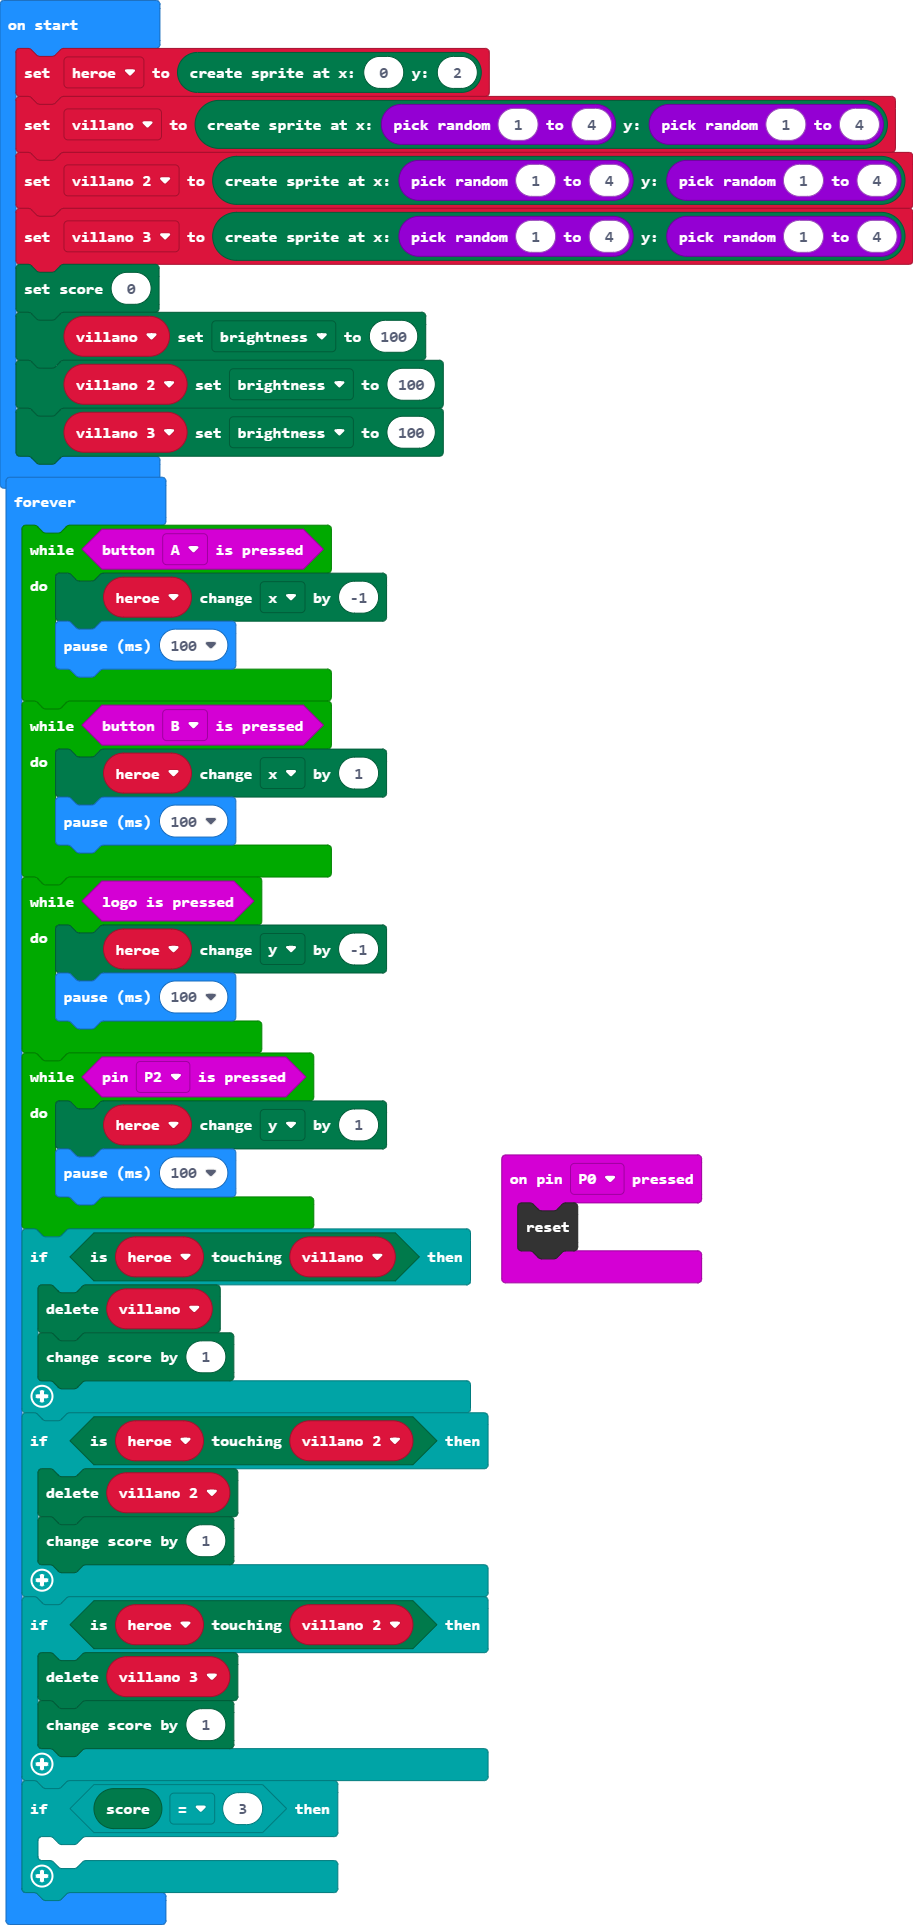 on start
set heroe to create sprite at x: 0 y: 2
set villano to create sprite at x: pick random 1 to 4 y: pick random 1 to 4
set villano 2 to create sprite at x: pick random 1 to 4 y: pick random 1 to 4
set villano 3 to create sprite at x: pick random 1 to 4 y: pick random 1 to 4
set score 0
villano set brightness to 100
villano 2 set brightness to 100
villano 3 set brightness to 100
forever
while button A is pressed
do heroe change x by -1
pause (ms) 100
while button B is pressed
do heroe change x by 1
pause (ms) 100
while logo is pressed
do heroe change y by -1
pause (ms) 100
while pin P2 is pressed
do heroe change y by 1
pause (ms) 100
if is heroe touching villano then
delete villano
change score by 1
if is heroe touching villano 2 then
delete villano 2
change score by 1
if is heroe touching villano 2 then
delete villano 3
change score by 1
if score = 3 then
on pin P0 pressed
reset